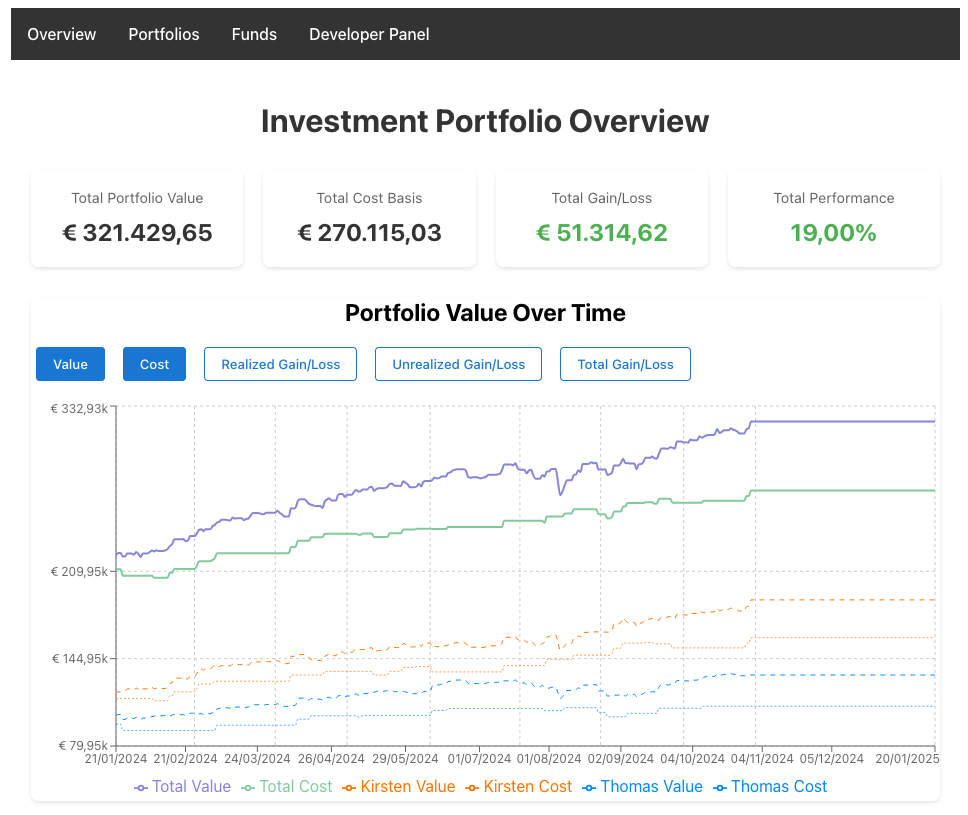 Overview Portfolios Funds Developer Panel
Investment Portfolio Overview
Total Portfolio Value
€ 321.429,65
Total Cost Basis
€ 270.115,03
Total Gain/Loss
€ 51.314,62
Total Performance
19,00%
Portfolio Value Over Time
Value Cost Realized Gain/Loss Unrealized Gain/Loss Total Gain/Loss
€ 332,93k
€ 209,95k
€ 144,95k
€ 79,95k
21/01/2024 21/02/2024 24/03/2024 26/04/2024 29/05/2024 01/07/2024 01/08/2024 02/09/2024 04/10/2024 04/11/2024 05/12/2024 20/01/2025
Total Value Total Cost Kirsten Value Kirsten Cost Thomas Value Thomas Cost